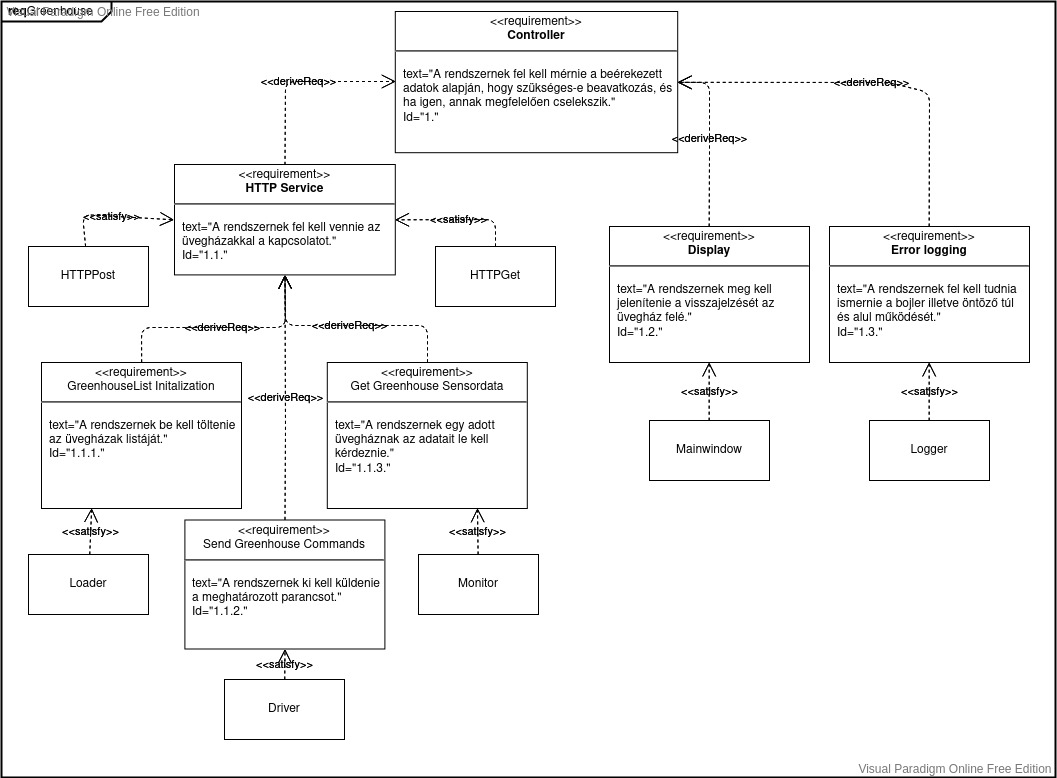 req Greenhouse
Visual Paradigm Online Free Edition
<<requirement>>
Controller
text="A rendszernek fel kell mérnie a beérekezett
adatok alapján, hogy szükséges-e beavatkozás, és
ha igen, annak megfelelően cselekszik."
Id="1."
<<deriveReq>>
<<deriveReq>>
<<deriveReq>>
<<requirement>>
HTTP Service
text="A rendszernek fel kell vennie az
üvegházakkal a kapcsolatot."
Id="1.1."
<<satisfy>>
<<satisfy>>
HTTPPost
HTTPGet
<<requirement>>
Display
text="A rendszernek meg kell
jelenítenie a visszajelzését az
üvegház felé."
Id="1.2."
<<requirement>>
Error logging
text="A rendszernek fel kell tudnia
ismernie a bojler illetve öntöző túl
és alul működését."
Id="1.3."
<<deriveReq>>
<<deriveReq>>
<<deriveReq>>
<<requirement>>
GreenhouseList Initalization
text="A rendszernek be kell töltenie
az üvegházak listáját."
Id="1.1.1."
<<requirement>>
Get Greenhouse Sensordata
text="A rendszernek egy adott
üvegháznak az adatait le kell
kérdeznie."
Id="1.1.3."
<<satisfy>>
<<satisfy>>
Mainwindow
Logger
<<satisfy>>
<<satisfy>>
Loader
Monitor
<<requirement>>
Send Greenhouse Commands
text="A rendszernek ki kell küldenie
a meghatározott parancsot."
Id="1.1.2."
<<satisfy>>
Driver
Visual Paradigm Online Free Edition